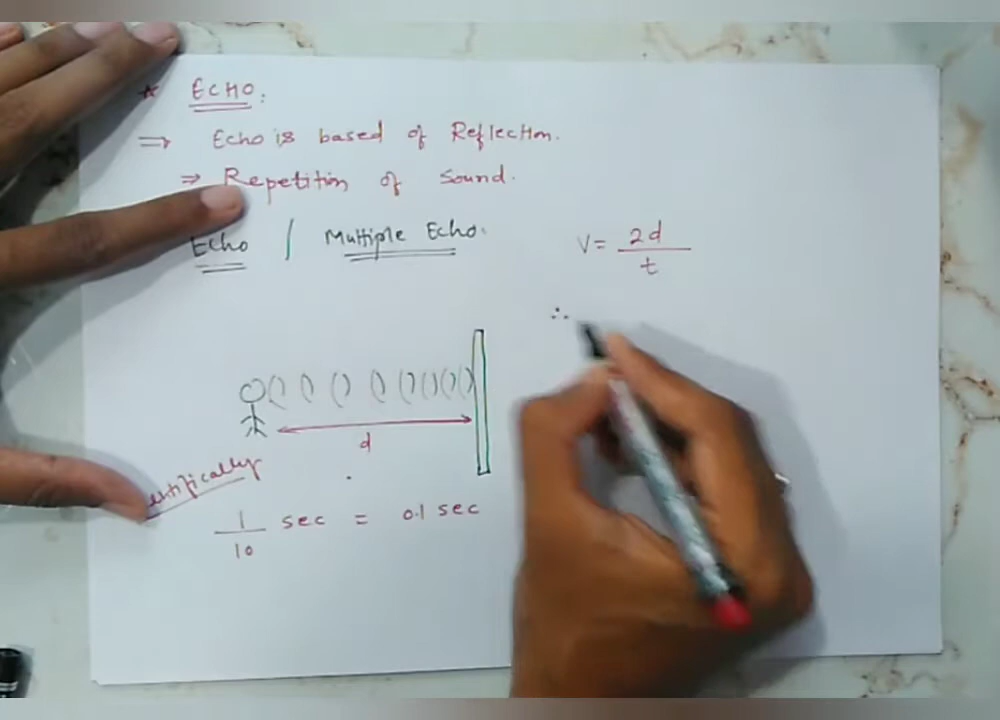 * ECHO:
⇒ Echo is based of Reflection.
⇒ Repetition of Sound.
Echo / Multiple Echo.
V = 2d / t
∴
d
1/10 sec = 0.1 sec